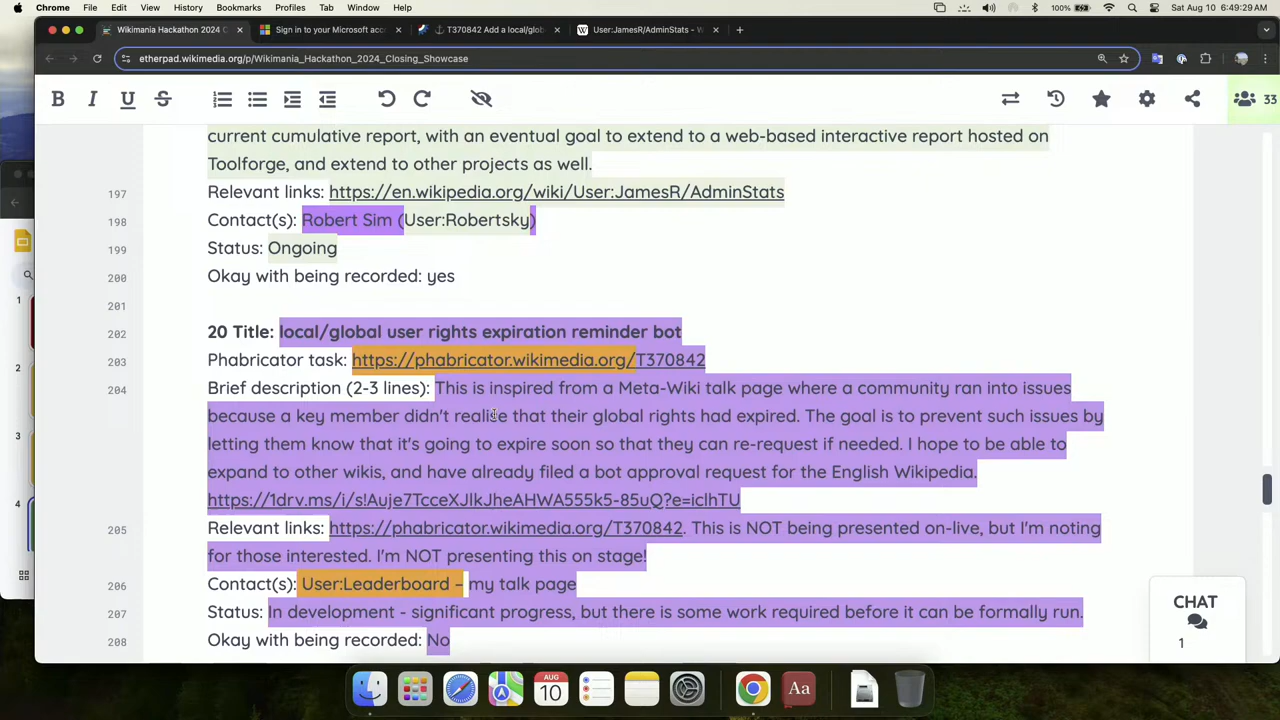 Chrome File Edit View History Bookmarks Profiles Tab Window Help 100% Sat Aug 10 6:49:29 AM
Wikimania Hackathon 2024 C Sign in to your Microsoft acc T370842 Add a local/glob User:JamesR/AdminStats - W
etherpad.wikimedia.org/p/Wikimania_Hackathon_2024_Closing_Showcase
B I U S 33
current cumulative report, with an eventual goal to extend to a web-based interactive report hosted on
Toolforge, and extend to other projects as well.
197 Relevant links: https://en.wikipedia.org/wiki/User:JamesR/AdminStats
198 Contact(s): Robert Sim (User:Robertsky)
199 Status: Ongoing
200 Okay with being recorded: yes
201
202 20 Title: local/global user rights expiration reminder bot
203 Phabricator task: https://phabricator.wikimedia.org/T370842
204 Brief description (2-3 lines): This is inspired from a Meta-Wiki talk page where a community ran into issues
because a key member didn't realise that their global rights had expired. The goal is to prevent such issues by
letting them know that it's going to expire soon so that they can re-request if needed. I hope to be able to
expand to other wikis, and have already filed a bot approval request for the English Wikipedia.
https://1drv.ms/i/s!Auje7TcceXJlkJheAHWA555k5-85uQ?e=iclhTU
205 Relevant links: https://phabricator.wikimedia.org/T370842. This is NOT being presented on-live, but I'm noting
for those interested. I'm NOT presenting this on stage!
206 Contact(s): User:Leaderboard – my talk page
207 Status: In development - significant progress, but there is some work required before it can be formally run.
208 Okay with being recorded: No
CHAT
1
1
2
3
4
AUG
10
Aa